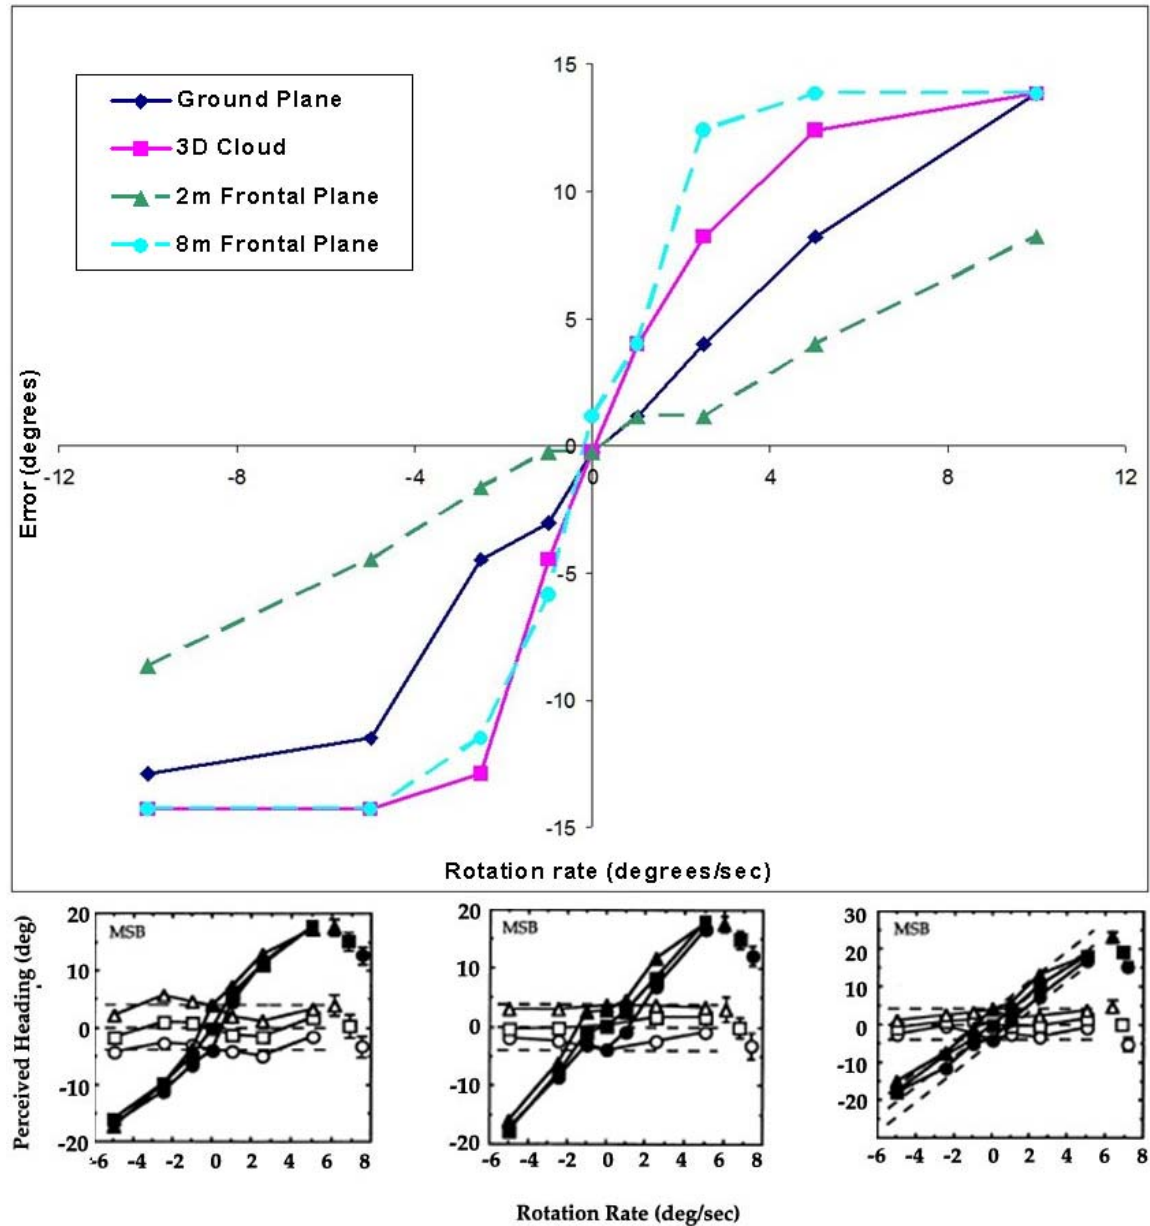 15
Ground Plane
3D Cloud
2m Frontal Plane
8m Frontal Plane
10
5
0
-12 -8 -4 0 4 8 12
Error (degrees)
-5
-10
-15
Rotation rate (degrees/sec)
Perceived Heading (deg)
20
10
0
-10
-20
MSB
-6 -4 -2 0 2 4 6 8
20
10
0
-10
-20
MSB
-6 -4 -2 0 2 4 6 8
30
20
10
0
-10
-20
MSB
-6 -4 -2 0 2 4 6 8
Rotation Rate (deg/sec)